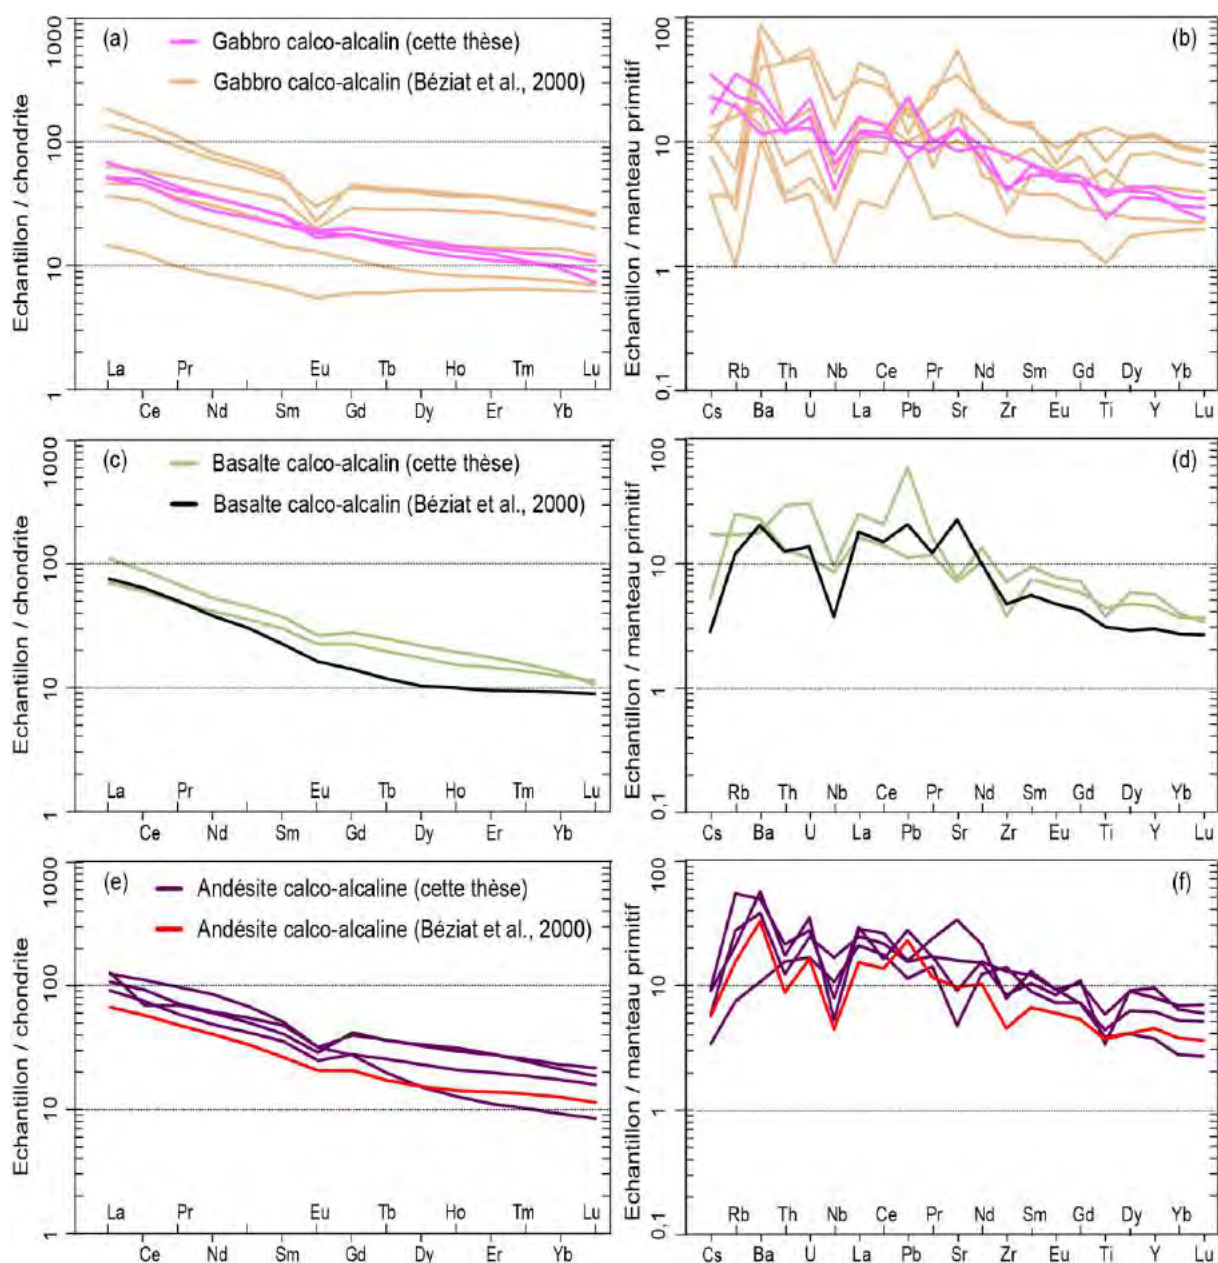 (a)
Gabbro calco-alcalin (cette thèse)
Gabbro calco-alcalin (Béziat et al., 2000)
Echantillon / chondrite
1000
100
10
1
La Pr Eu Tb Ho Tm Lu
Ce Nd Sm Gd Dy Er Yb
(b)
Echantillon / manteau primitif
100
10
1
0.1
Rb Th Nb Ce Pr Nd Sm Gd Dy Yb
Cs Ba U La Pb Sr Zr Eu Ti Y Lu
(c)
Basalte calco-alcalin (cette thèse)
Basalte calco-alcalin (Béziat et al., 2000)
Echantillon / chondrite
1000
100
10
1
La Pr Eu Tb Ho Tm Lu
Ce Nd Sm Gd Dy Er Yb
(d)
Echantillon / manteau primitif
100
10
1
0.1
Rb Th Nb Ce Pr Nd Sm Gd Dy Yb
Cs Ba U La Pb Sr Zr Eu Ti Y Lu
(e)
Andésite calco-alcaline (cette thèse)
Andésite calco-alcaline (Béziat et al., 2000)
Echantillon / chondrite
1000
100
10
1
La Pr Eu Tb Ho Tm Lu
Ce Nd Sm Gd Dy Er Yb
(f)
Echantillon / manteau primitif
100
10
1
0.1
Rb Th Nb Ce Pr Nd Sm Gd Dy Yb
Cs Ba U La Pb Sr Zr Eu Ti Y Lu